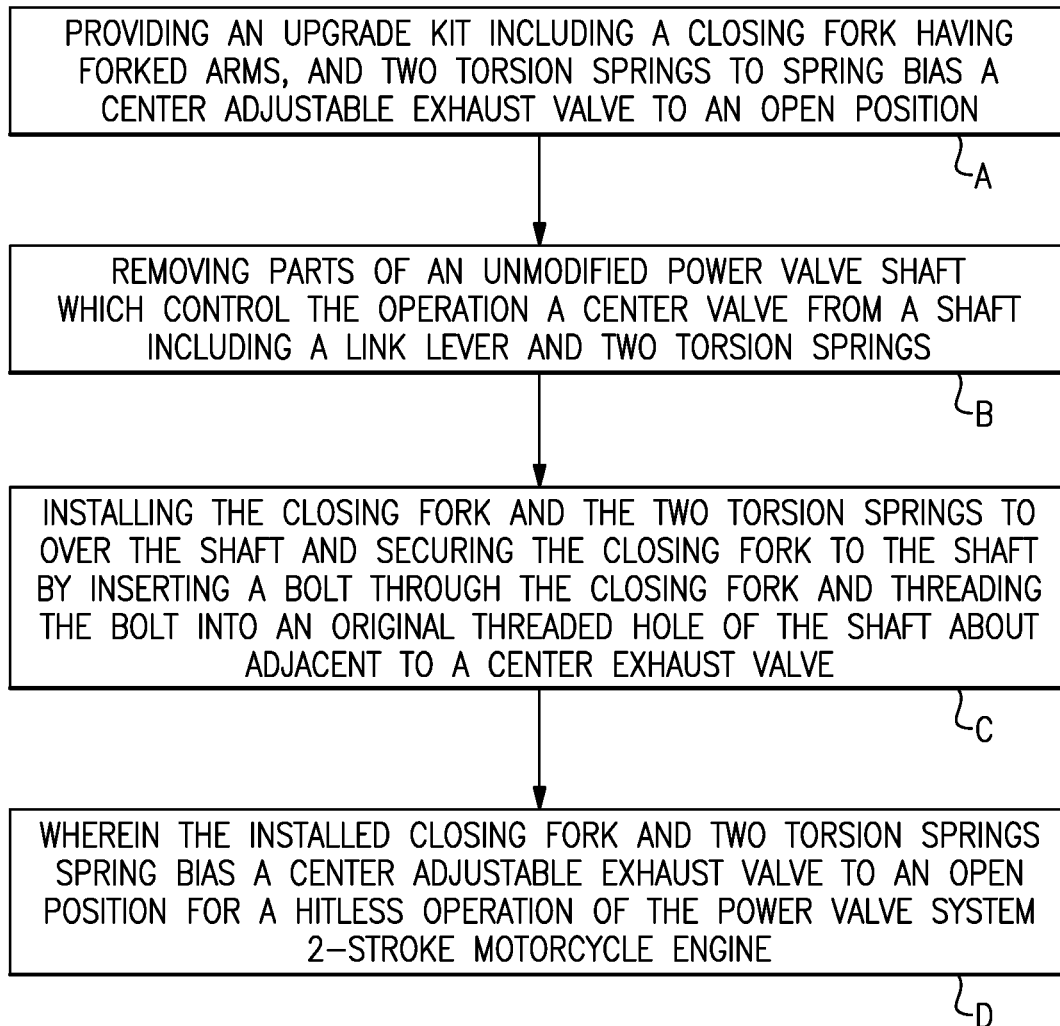 PROVIDING AN UPGRADE KIT INCLUDING A CLOSING FORK HAVING
FORKED ARMS, AND TWO TORSION SPRINGS TO SPRING BIAS A
CENTER ADJUSTABLE EXHAUST VALVE TO AN OPEN POSITION
A
REMOVING PARTS OF AN UNMODIFIED POWER VALVE SHAFT
WHICH CONTROL THE OPERATION A CENTER VALVE FROM A SHAFT
INCLUDING A LINK LEVER AND TWO TORSION SPRINGS
B
INSTALLING THE CLOSING FORK AND THE TWO TORSION SPRINGS TO
OVER THE SHAFT AND SECURING THE CLOSING FORK TO THE SHAFT
BY INSERTING A BOLT THROUGH THE CLOSING FORK AND THREADING
THE BOLT INTO AN ORIGINAL THREADED HOLE OF THE SHAFT ABOUT
ADJACENT TO A CENTER EXHAUST VALVE
C
WHEREIN THE INSTALLED CLOSING FORK AND TWO TORSION SPRINGS
SPRING BIAS A CENTER ADJUSTABLE EXHAUST VALVE TO AN OPEN
POSITION FOR A HITLESS OPERATION OF THE POWER VALVE SYSTEM
2-STROKE MOTORCYCLE ENGINE
D